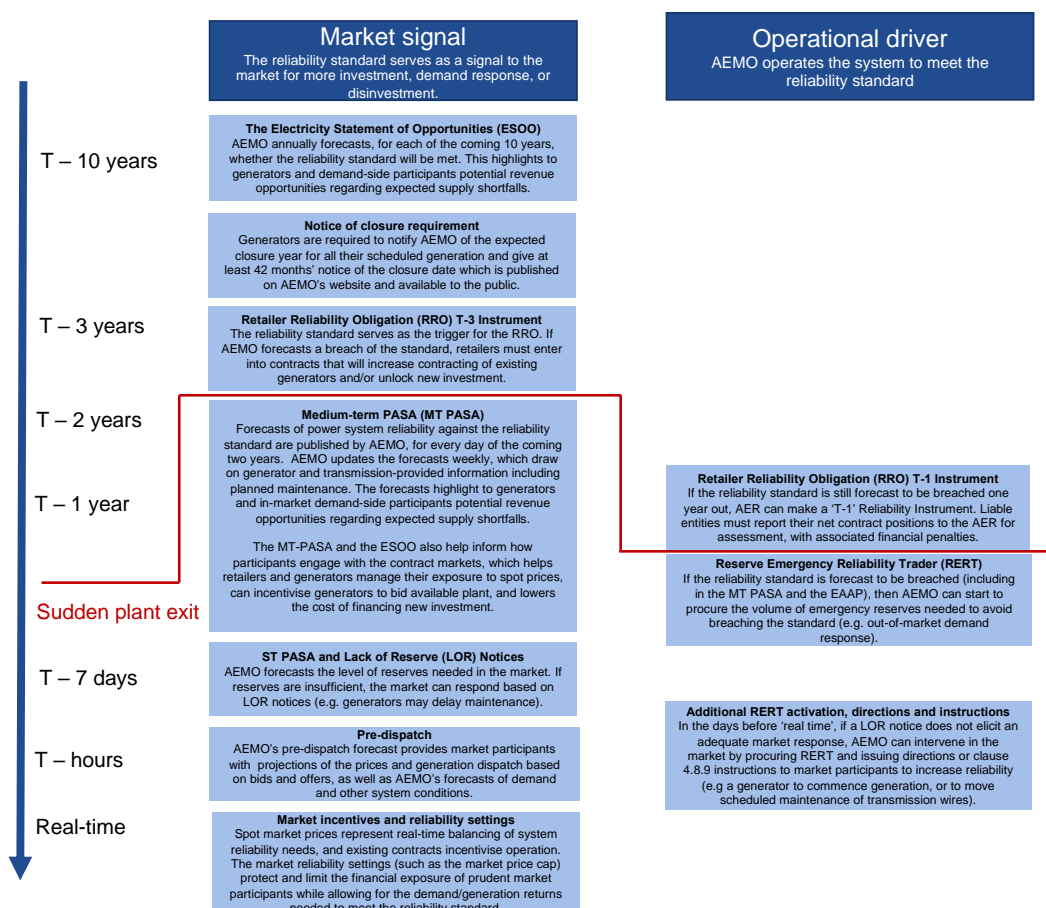 Market signal
The reliability standard serves as a signal to the
market for more investment, demand response, or
disinvestment.
Operational driver
AEMO operates the system to meet the
reliability standard
T – 10 years
The Electricity Statement of Opportunities (ESOO)
AEMO annually forecasts, for each of the coming 10 years,
whether the reliability standard will be met. This highlights to
generators and demand-side participants potential revenue
opportunities regarding expected supply shortfalls.
Notice of closure requirement
Generators are required to notify AEMO of the expected
closure year for all their scheduled generation and give at
least 42 months’ notice of the closure date which is published
on AEMO’s website and available to the public.
T – 3 years
Retailer Reliability Obligation (RRO) T-3 Instrument
The reliability standard serves as the trigger for the RRO. If
AEMO forecasts a breach of the standard, retailers must enter
into contracts that will increase contracting of existing
generators and/or unlock new investment.
T – 2 years
Medium-term PASA (MT PASA)
Forecasts of power system reliability against the reliability
standard are published by AEMO, for every day of the coming
two years. AEMO updates the forecasts weekly, which draw
on generator and transmission-provided information including
planned maintenance. The forecasts highlight to generators
and in-market demand-side participants potential revenue
opportunities regarding expected supply shortfalls.
The MT-PASA and the ESOO also help inform how
participants engage with the contract markets, which helps
retailers and generators manage their exposure to spot prices,
can incentivise generators to bid available plant, and lowers
the cost of financing new investment.
T – 1 year
Retailer Reliability Obligation (RRO) T-1 Instrument
If the reliability standard is still forecast to be breached one
year out, AER can make a ‘T-1’ Reliability Instrument. Liable
entities must report their net contract positions to the AER for
assessment, with associated financial penalties.
Reserve Emergency Reliability Trader (RERT)
If the reliability standard is forecast to be breached (including
in the MT PASA and the EAAP), then AEMO can start to
procure the volume of emergency reserves needed to avoid
breaching the standard (e.g. out-of-market demand
response).
Sudden plant exit
T – 7 days
ST PASA and Lack of Reserve (LOR) Notices
AEMO forecasts the level of reserves needed in the market. If
reserves are insufficient, the market can respond based on
LOR notices (e.g. generators may delay maintenance).
Additional RERT activation, directions and instructions
In the days before ‘real time’, if a LOR notice does not elicit an
adequate market response, AEMO can intervene in the
market by procuring RERT and issuing directions or clause
4.8.9 instructions to market participants to increase reliability
(e.g a generator to commence generation, or to move
scheduled maintenance of transmission wires).
T – hours
Pre-dispatch
AEMO’s pre-dispatch forecast provides market participants
with projections of the prices and generation dispatch based
on bids and offers, as well as AEMO’s forecasts of demand
and other system conditions.
Real-time
Market incentives and reliability settings
Spot market prices represent real-time balancing of system
reliability needs, and existing contracts incentivise operation.
The market reliability settings (such as the market price cap)
protect and limit the financial exposure of prudent market
participants while allowing for the demand/generation returns
needed to meet the reliability standard